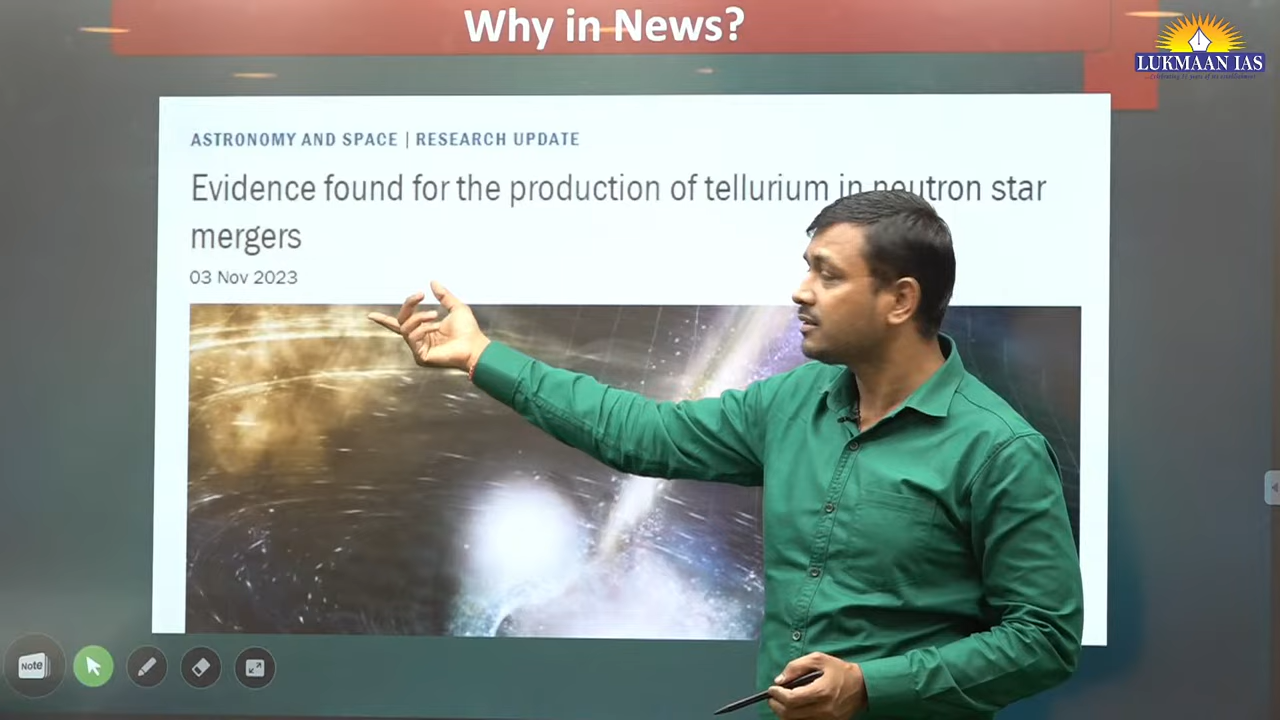 Why in News?
LUKMAAN IAS
ASTRONOMY AND SPACE | RESEARCH UPDATE
Evidence found for the production of tellurium in neutron star
mergers
03 Nov 2023
Note